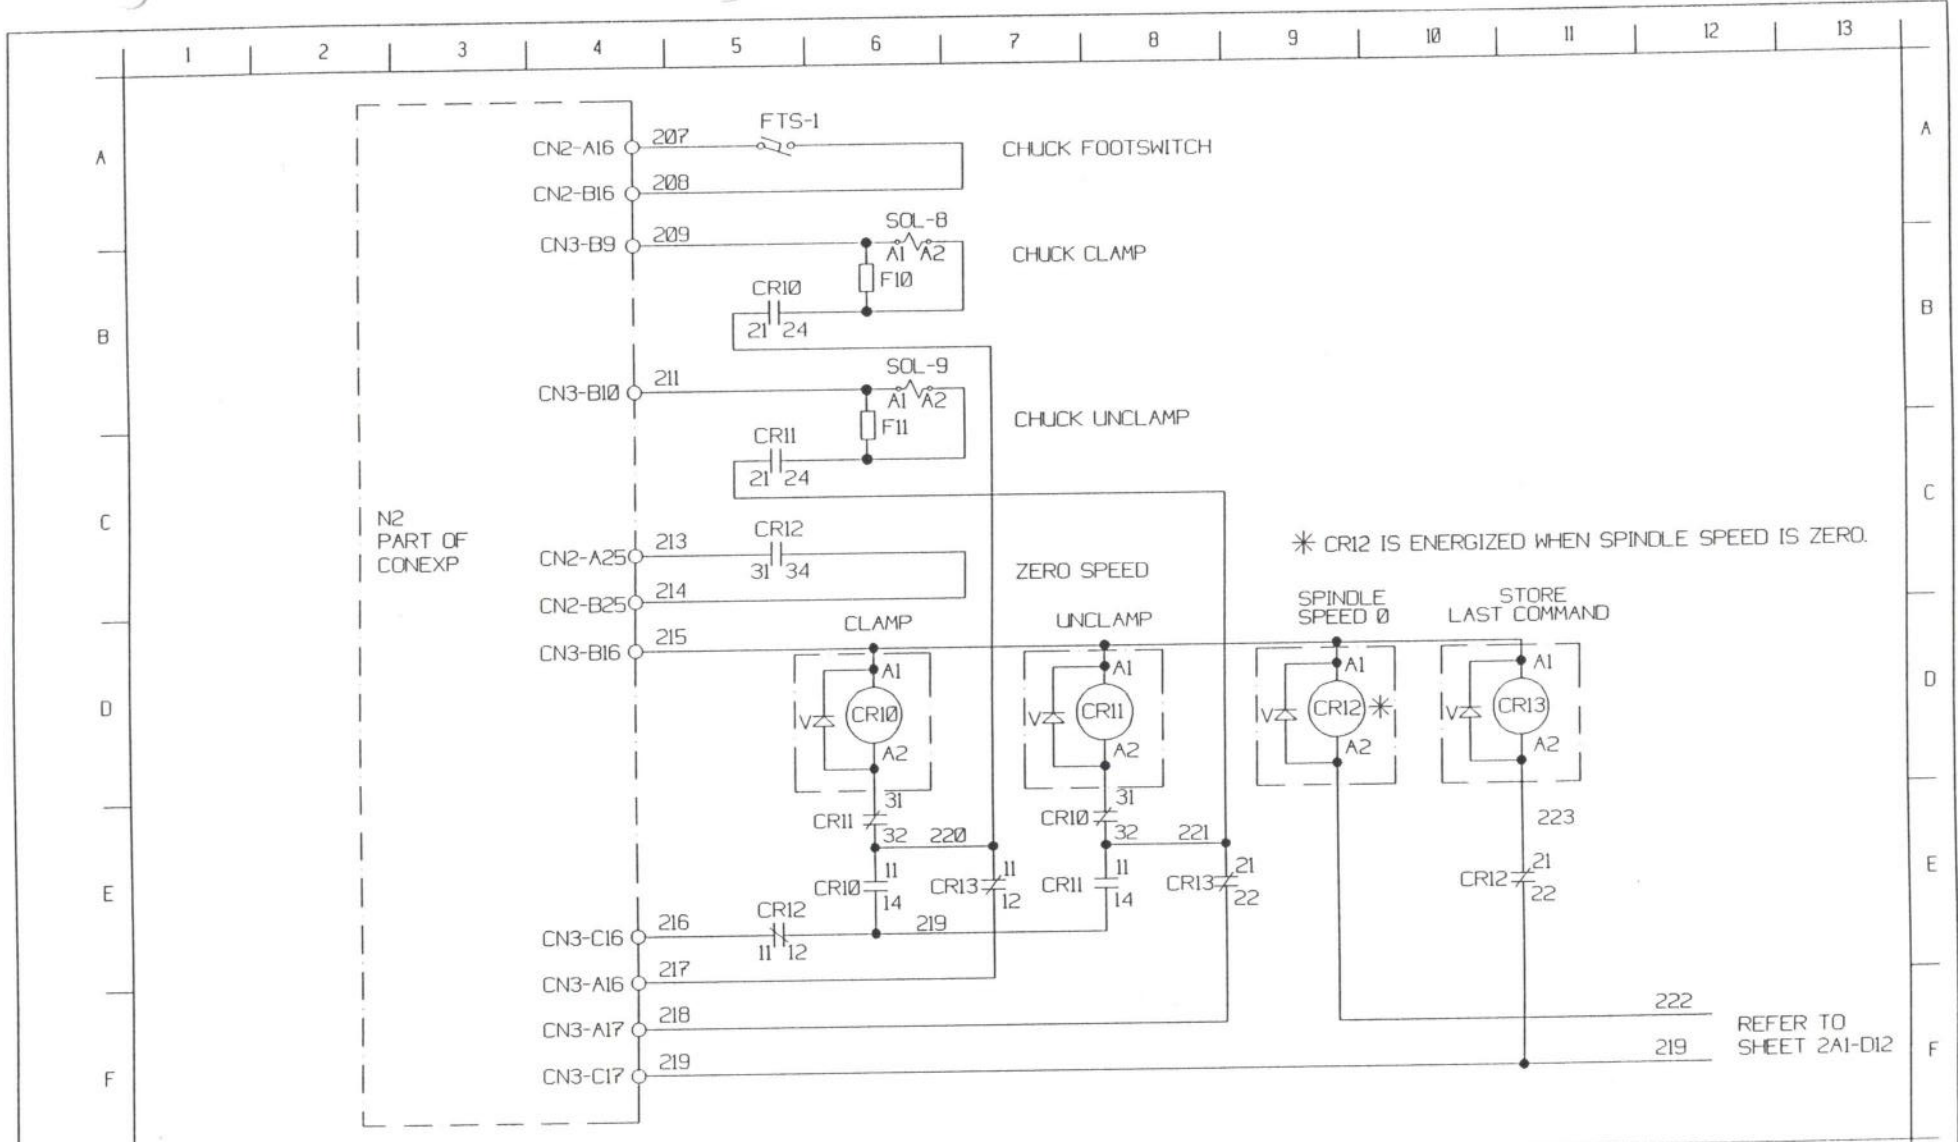 1 2 3 4 5 6 7 8 9 10 11 12 13
A
A
FTS-1
CN2-A16 207
CHUCK FOOTSWITCH
CN2-B16 208
SOL-8
CN3-B9 209
A1 A2
CHUCK CLAMP
F10
CR10
21 24
B
B
SOL-9
CN3-B10 211
A1 A2
CHUCK UNCLAMP
F11
CR11
21 24
C
C
N2
PART OF
CONEXP
CR12
CN2-A25 213
31 34
* CR12 IS ENERGIZED WHEN SPINDLE SPEED IS ZERO.
ZERO SPEED
CN2-B25 214
CLAMP
UNCLAMP
SPINDLE
SPEED 0
STORE
LAST COMMAND
CN3-B16 215
A1 A1 A1 A1
D
D
V CR10 V CR11 V CR12 * V CR13
A2 A2 A2 A2
31 31
CR11 CR10 223
32 220 32 221
11 11 11 21 21
E
E
CR10 CR13 CR11 CR13 CR12
14 12 14 22 22
CR12
CN3-C16 216 219
11 12
CN3-A16 217
CN3-A17 218
222
REFER TO
219 SHEET 2A1-D12
CN3-C17 219
F
F